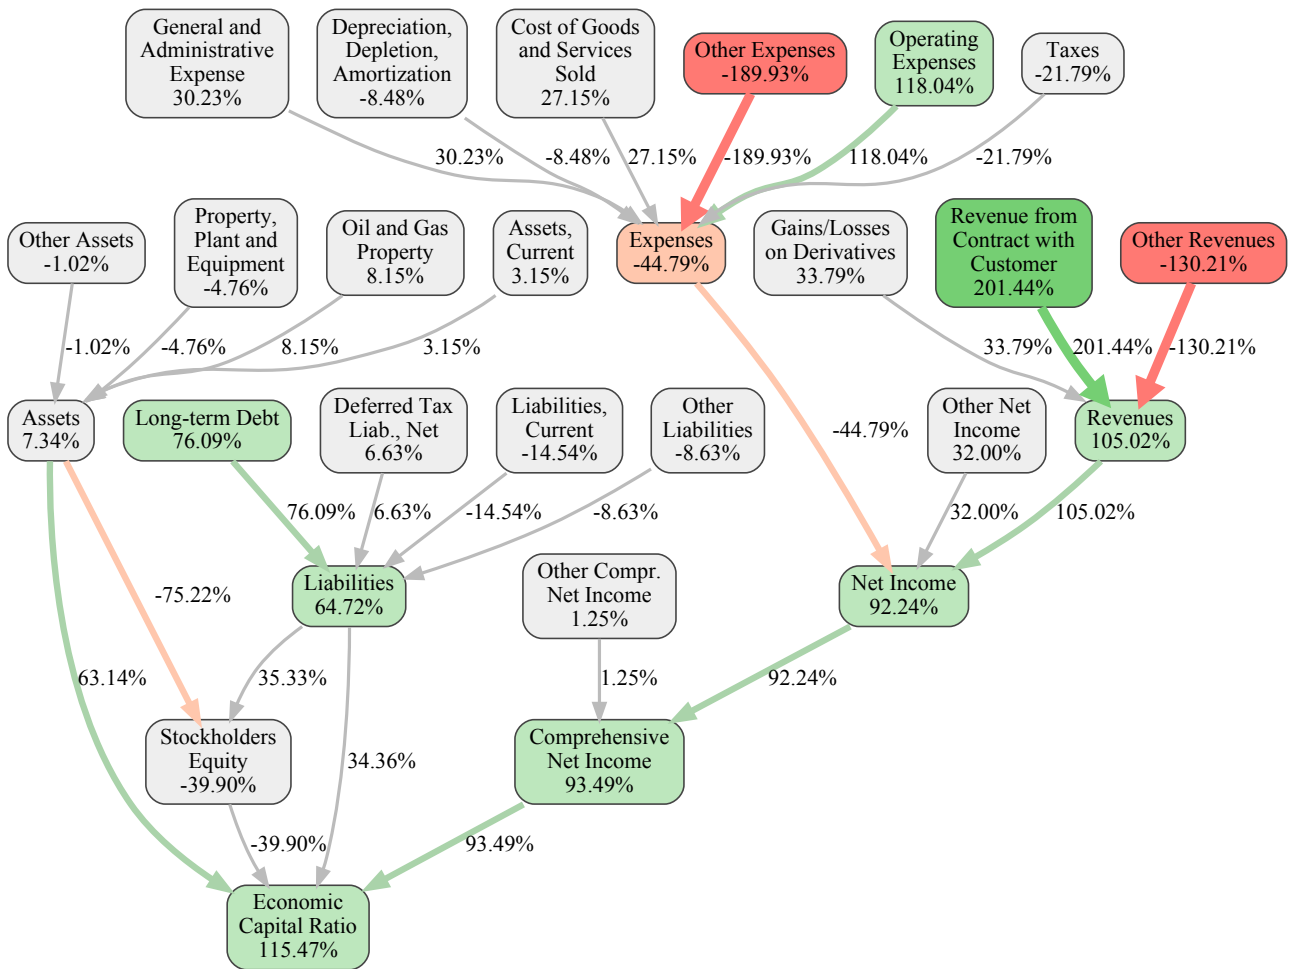 General and
Administrative
Expense
30.23%
Depreciation,
Depletion,
Amortization
-8.48%
Cost of Goods
and Services
Sold
27.15%
Other Expenses
-189.93%
Operating
Expenses
118.04%
Taxes
-21.79%
30.23%
-8.48%
27.15%
-189.93%
118.04%
-21.79%
Other Assets
-1.02%
Property,
Plant and
Equipment
-4.76%
Oil and Gas
Property
8.15%
Assets,
Current
3.15%
Expenses
-44.79%
Gains/Losses
on Derivatives
33.79%
Revenue from
Contract with
Customer
201.44%
Other Revenues
-130.21%
-1.02%
-4.76%
8.15%
3.15%
33.79%
201.44%
-130.21%
Assets
7.34%
Long-term Debt
76.09%
Deferred Tax
Liab., Net
6.63%
Liabilities,
Current
-14.54%
Other
Liabilities
-8.63%
-44.79%
Other Net
Income
32.00%
Revenues
105.02%
76.09%
6.63%
-14.54%
-8.63%
32.00%
105.02%
-75.22%
Liabilities
64.72%
Other Compr.
Net Income
1.25%
Net Income
92.24%
63.14%
35.33%
1.25%
92.24%
Stockholders
Equity
-39.90%
34.36%
Comprehensive
Net Income
93.49%
-39.90%
93.49%
Economic
Capital Ratio
115.47%